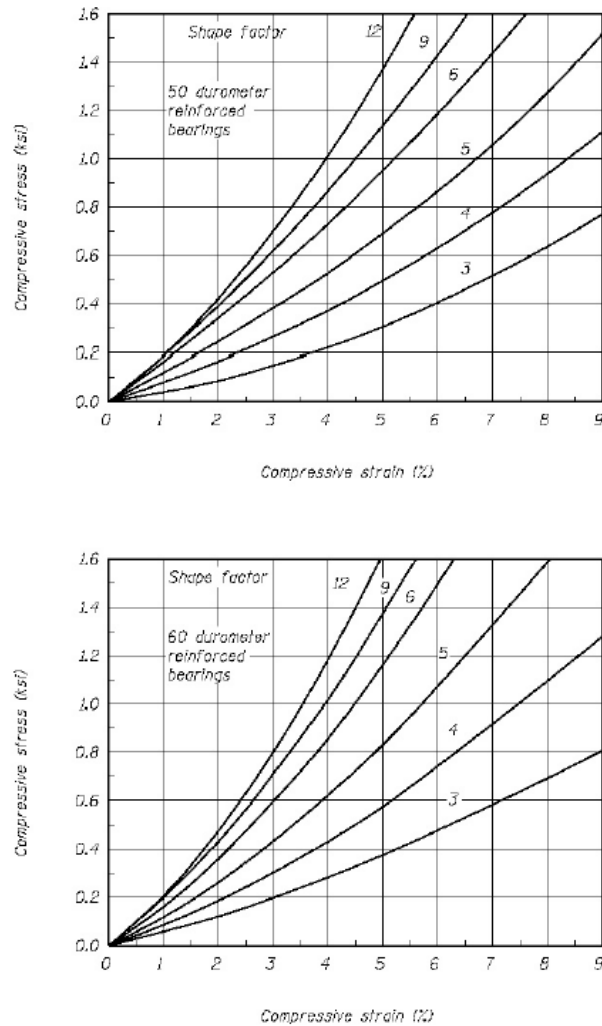 1.6
1.4
1.2
1.0
0.8
0.6
0.4
0.2
0.0
Compressive stress (ksi)
Shape factor
50 durometer
reinforced
bearings
12
9
6
5
4
3
0 1 2 3 4 5 6 7 8 9
Compressive strain (%)
1.6
1.4
1.2
1.0
0.8
0.6
0.4
0.2
0.0
Compressive stress (ksi)
Shape factor
60 durometer
reinforced
bearings
12
9
6
5
4
3
0 1 2 3 4 5 6 7 8 9
Compressive strain (%)